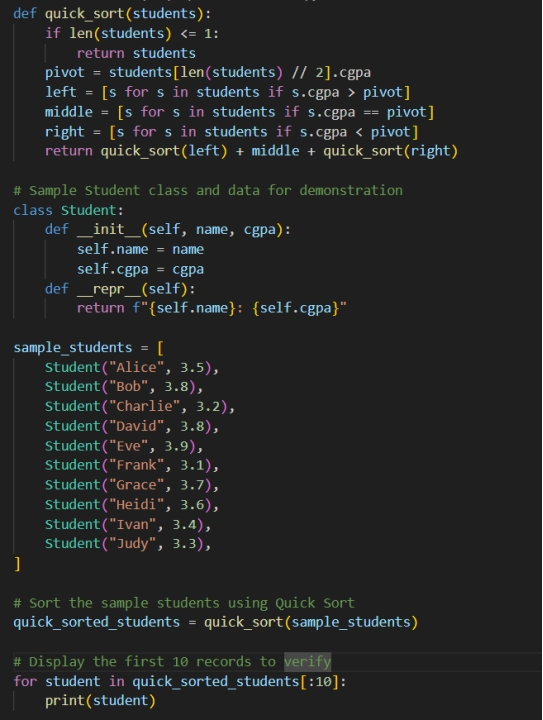 def quick_sort(students):
    if len(students) <= 1:
        return students
    pivot = students[len(students) // 2].cgpa
    left = [s for s in students if s.cgpa > pivot]
    middle = [s for s in students if s.cgpa == pivot]
    right = [s for s in students if s.cgpa < pivot]
    return quick_sort(left) + middle + quick_sort(right)

# Sample Student class and data for demonstration
class Student:
    def __init__(self, name, cgpa):
        self.name = name
        self.cgpa = cgpa
    def __repr__(self):
        return f"{self.name}: {self.cgpa}"

sample_students = [
    Student("Alice", 3.5),
    Student("Bob", 3.8),
    Student("Charlie", 3.2),
    Student("David", 3.8),
    Student("Eve", 3.9),
    Student("Frank", 3.1),
    Student("Grace", 3.7),
    Student("Heidi", 3.6),
    Student("Ivan", 3.4),
    Student("Judy", 3.3),
]

# Sort the sample students using Quick Sort
quick_sorted_students = quick_sort(sample_students)

# Display the first 10 records to verify
for student in quick_sorted_students[:10]:
    print(student)